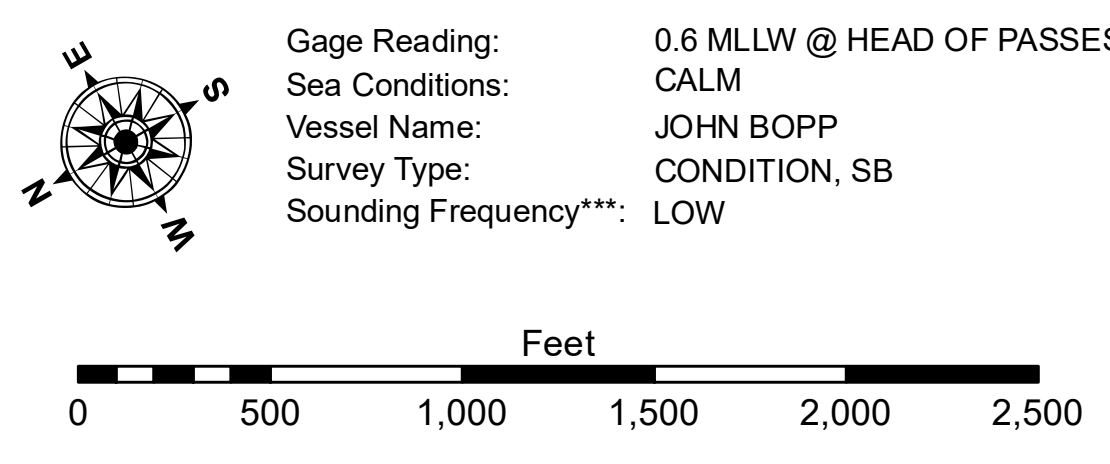 E
S
N
W
Gage Reading: 0.6 MLLW @ HEAD OF PASSES
Sea Conditions: CALM
Vessel Name: JOHN BOPP
Survey Type: CONDITION, SB
Sounding Frequency***: LOW
Feet
0 500 1,000 1,500 2,000 2,500